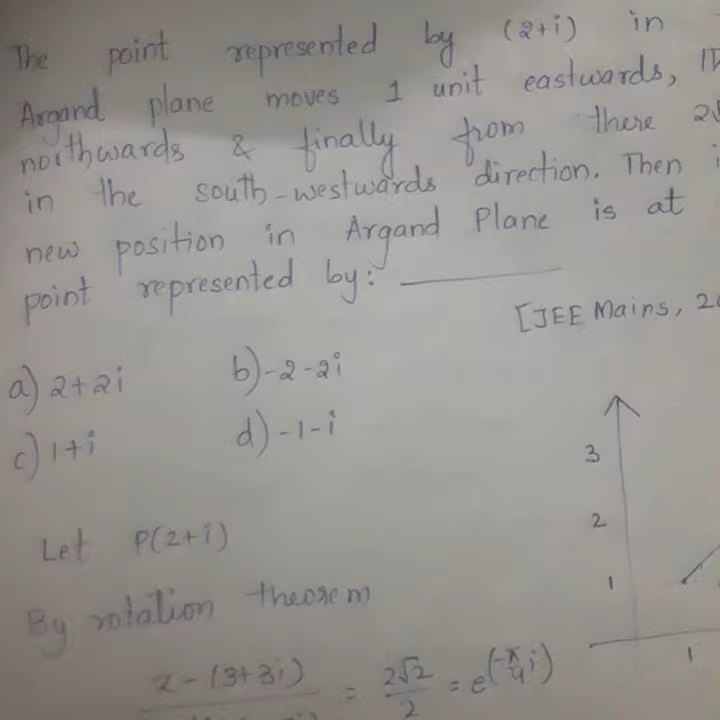 The point represented by (2+i) in
Argand plane moves 1 unit eastwards,
northwards & finally from there
in the south-westwards direction. Then
new position in Argand Plane is at
point represented by: ________
[JEE Mains,
a) 2+2i b) -2-2i
c) 1+i d) -1-i
3
2
Let P(2+i)
1
By rotation theorem
1
z-(3+3i) = 2√2/2 = e^(-π/4 i)